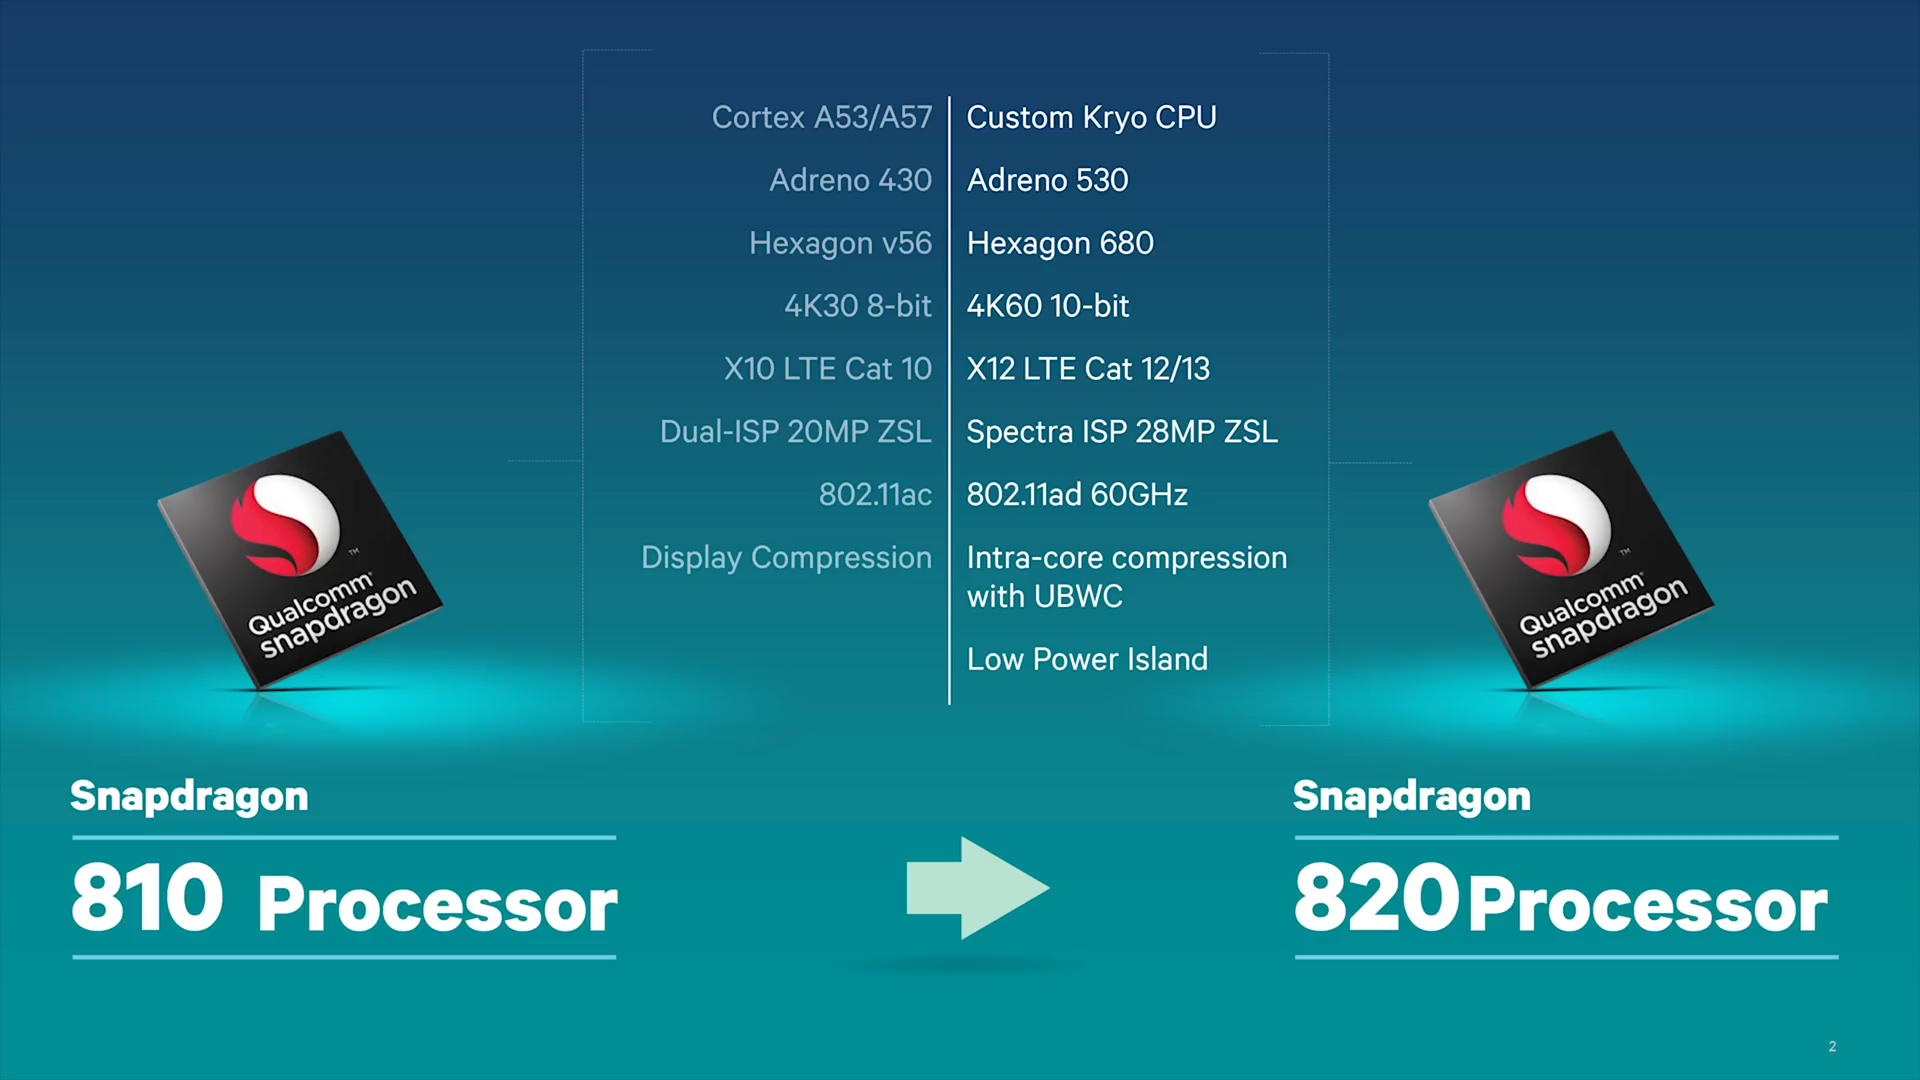 Cortex A53/A57
Custom Kryo CPU
Adreno 430
Adreno 530
Hexagon v56
Hexagon 680
4K30 8-bit
4K60 10-bit
X10 LTE Cat 10
X12 LTE Cat 12/13
Dual-ISP 20MP ZSL
Spectra ISP 28MP ZSL
802.11ac
802.11ad 60GHz
Display Compression
Intra-core compression
with UBWC
Low Power Island
TM
Qualcomm®
snapdragon
TM
Qualcomm®
snapdragon
Snapdragon
810 Processor
Snapdragon
820 Processor
2